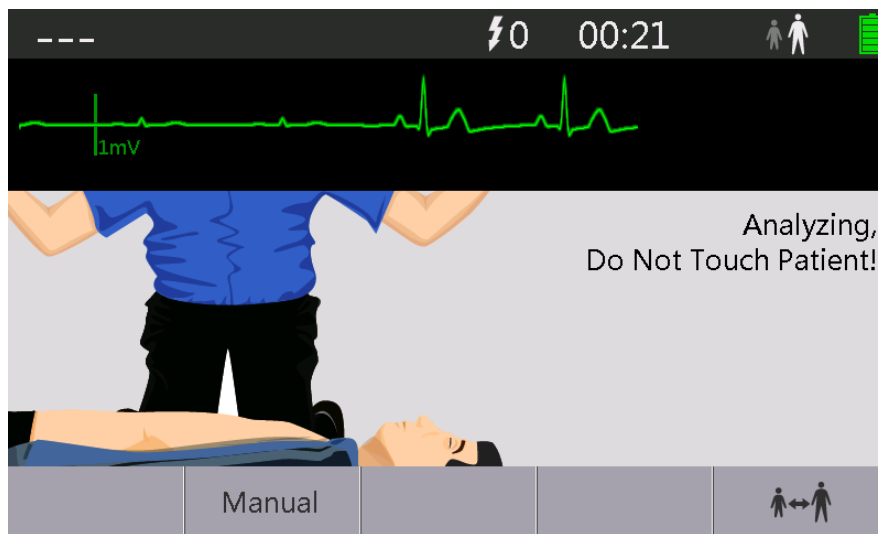 --- 0 00:21
1mV
Analyzing,
Do Not Touch Patient!
Manual